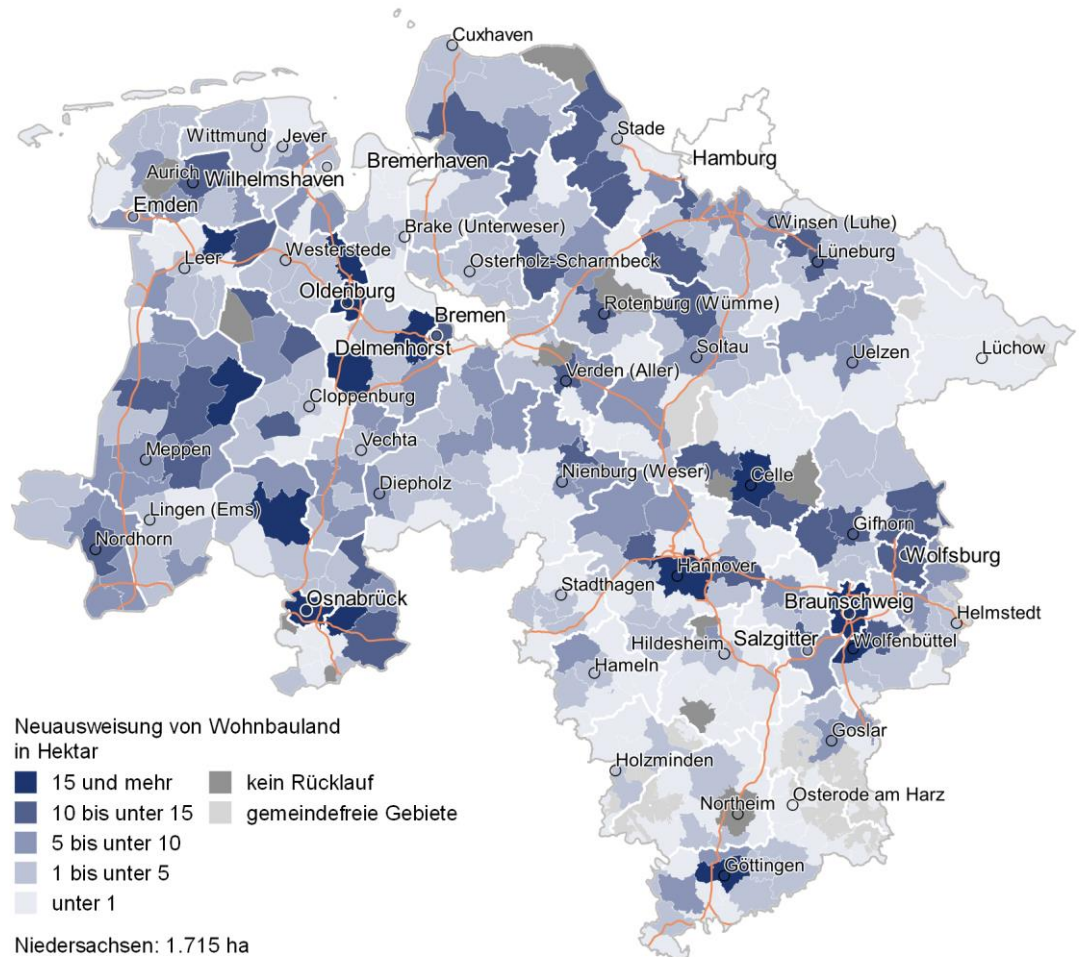 Cuxhaven
Stade
Hamburg
Wittmund
Jever
Bremerhaven
Aurich
Wilhelmshaven
Emden
Brake (Unterweser)
Winsen (Luhe)
Leer
Westerstede
Osterholz-Scharmbeck
Lüneburg
Oldenburg
Rotenburg (Wümme)
Bremen
Delmenhorst
Soltau
Uelzen
Lüchow
Verden (Aller)
Cloppenburg
Meppen
Vechta
Nienburg (Weser)
Celle
Diepholz
Lingen (Ems)
Gifhorn
Nordhorn
Wolfsburg
Hannover
Stadthagen
Osnabrück
Braunschweig
Helmstedt
Hildesheim
Salzgitter
Wolfenbüttel
Hameln
Goslar
Holzminden
Northeim
Osterode am Harz
Göttingen
Neuausweisung von Wohnbauland
in Hektar
15 und mehr
kein Rücklauf
10 bis unter 15
gemeindefreie Gebiete
5 bis unter 10
1 bis unter 5
unter 1
Niedersachsen: 1.715 ha